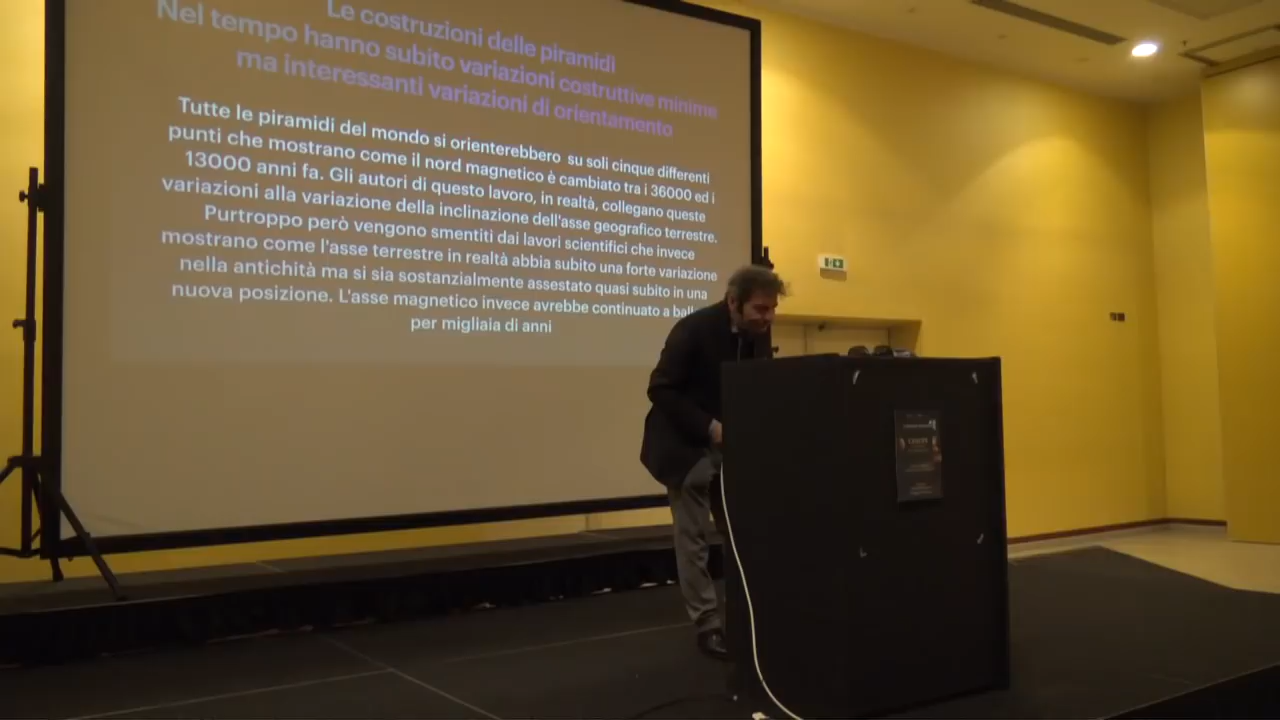 Le costruzioni delle piramidi
Nel tempo hanno subito variazioni costruttive minime
ma interessanti variazioni di orientamento
Tutte le piramidi del mondo si orienterebbero su soli cinque differenti
punti che mostrano come il nord magnetico è cambiato tra i 36000 ed i
13000 anni fa. Gli autori di questo lavoro, in realtà, collegano queste
variazioni alla variazione della inclinazione dell'asse geografico terrestre.
Purtroppo però vengono smentiti dai lavori scientifici che invece
mostrano come l'asse terrestre in realtà abbia subito una forte variazione
nella antichità ma si sia sostanzialmente assestato quasi subito in una
nuova posizione. L'asse magnetico invece avrebbe continuato a
per migliaia di anni